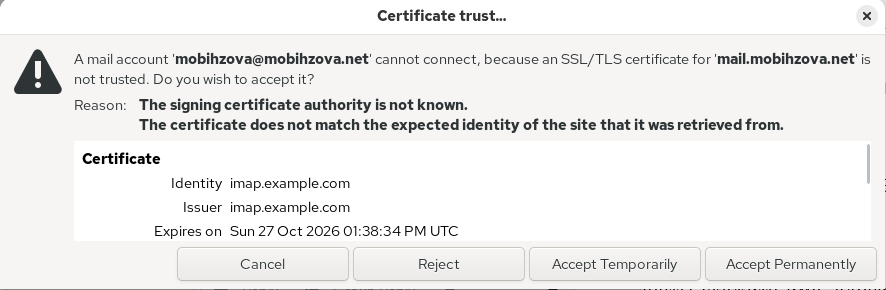 Certificate trust...
A mail account 'mobihzova@mobihzova.net' cannot connect, because an SSL/TLS certificate for 'mail.mobihzova.net' is
not trusted. Do you wish to accept it?
Reason: The signing certificate authority is not known.
The certificate does not match the expected identity of the site that it was retrieved from.
Certificate
Identity imap.example.com
Issuer imap.example.com
Expires on Sun 27 Oct 2026 01:38:34 PM UTC
Cancel Reject Accept Temporarily Accept Permanently